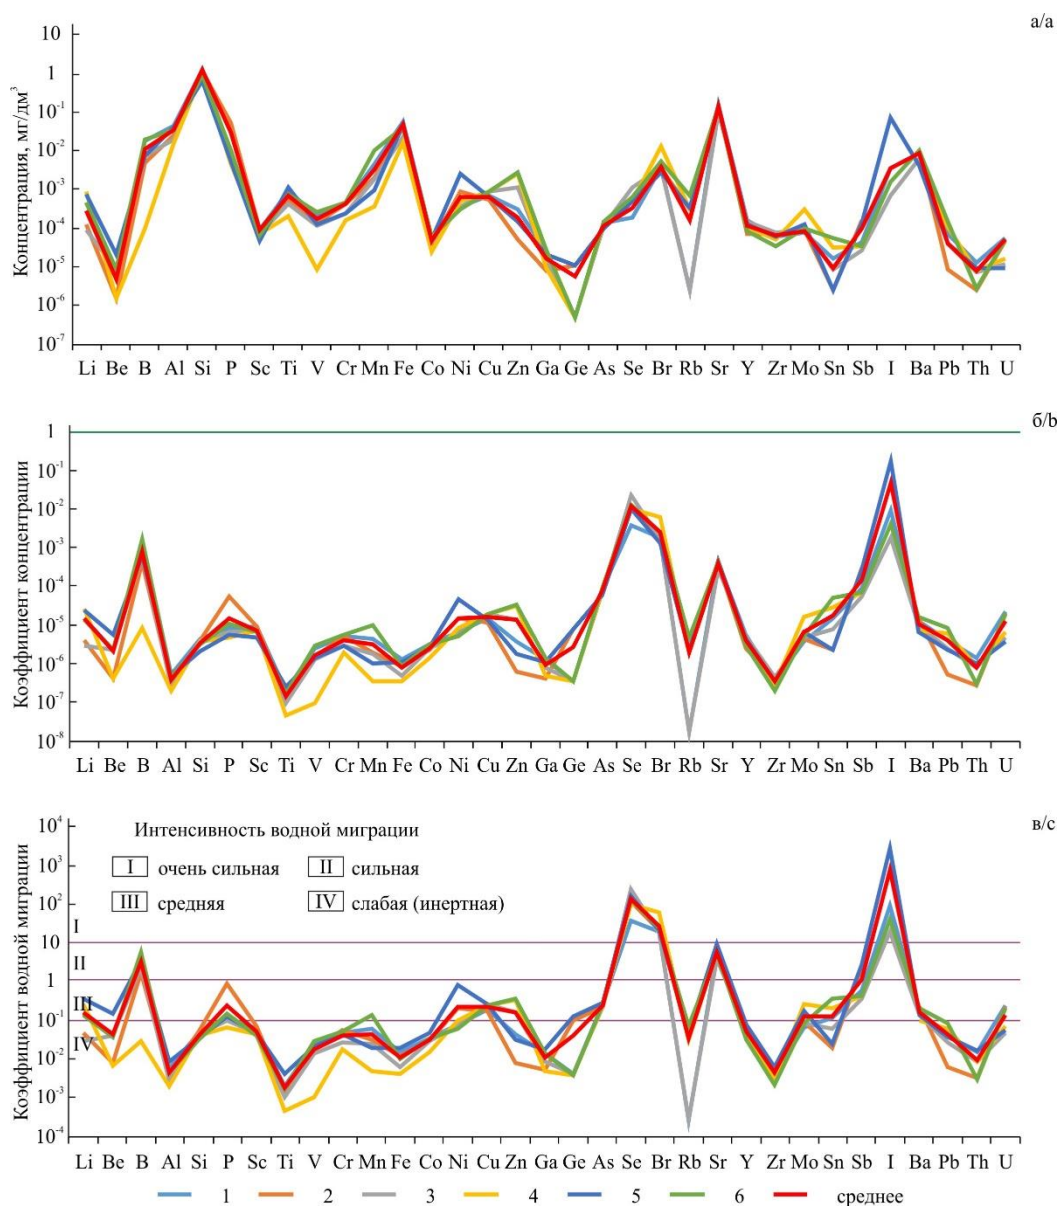 а/a
Концентрация, мг/дм³
10
1
10⁻¹
10⁻²
10⁻³
10⁻⁴
10⁻⁵
10⁻⁶
10⁻⁷
Li Be B Al Si P Sc Ti V Cr Mn Fe Co Ni Cu Zn Ga Ge As Se Br Rb Sr Y Zr Mo Sn Sb I Ba Pb Th U
б/b
Коэффициент концентрации
1
10⁻¹
10⁻²
10⁻³
10⁻⁴
10⁻⁵
10⁻⁶
10⁻⁷
10⁻⁸
Li Be B Al Si P Sc Ti V Cr Mn Fe Co Ni Cu Zn Ga Ge As Se Br Rb Sr Y Zr Mo Sn Sb I Ba Pb Th U
в/c
Коэффициент водной миграции
10⁴
10³
10²
10
1
10⁻¹
10⁻²
10⁻³
10⁻⁴
Интенсивность водной миграции
I очень сильная II сильная
III средняя IV слабая (инертная)
I
II
III
IV
Li Be B Al Si P Sc Ti V Cr Mn Fe Co Ni Cu Zn Ga Ge As Se Br Rb Sr Y Zr Mo Sn Sb I Ba Pb Th U
1 2 3 4 5 6 среднее